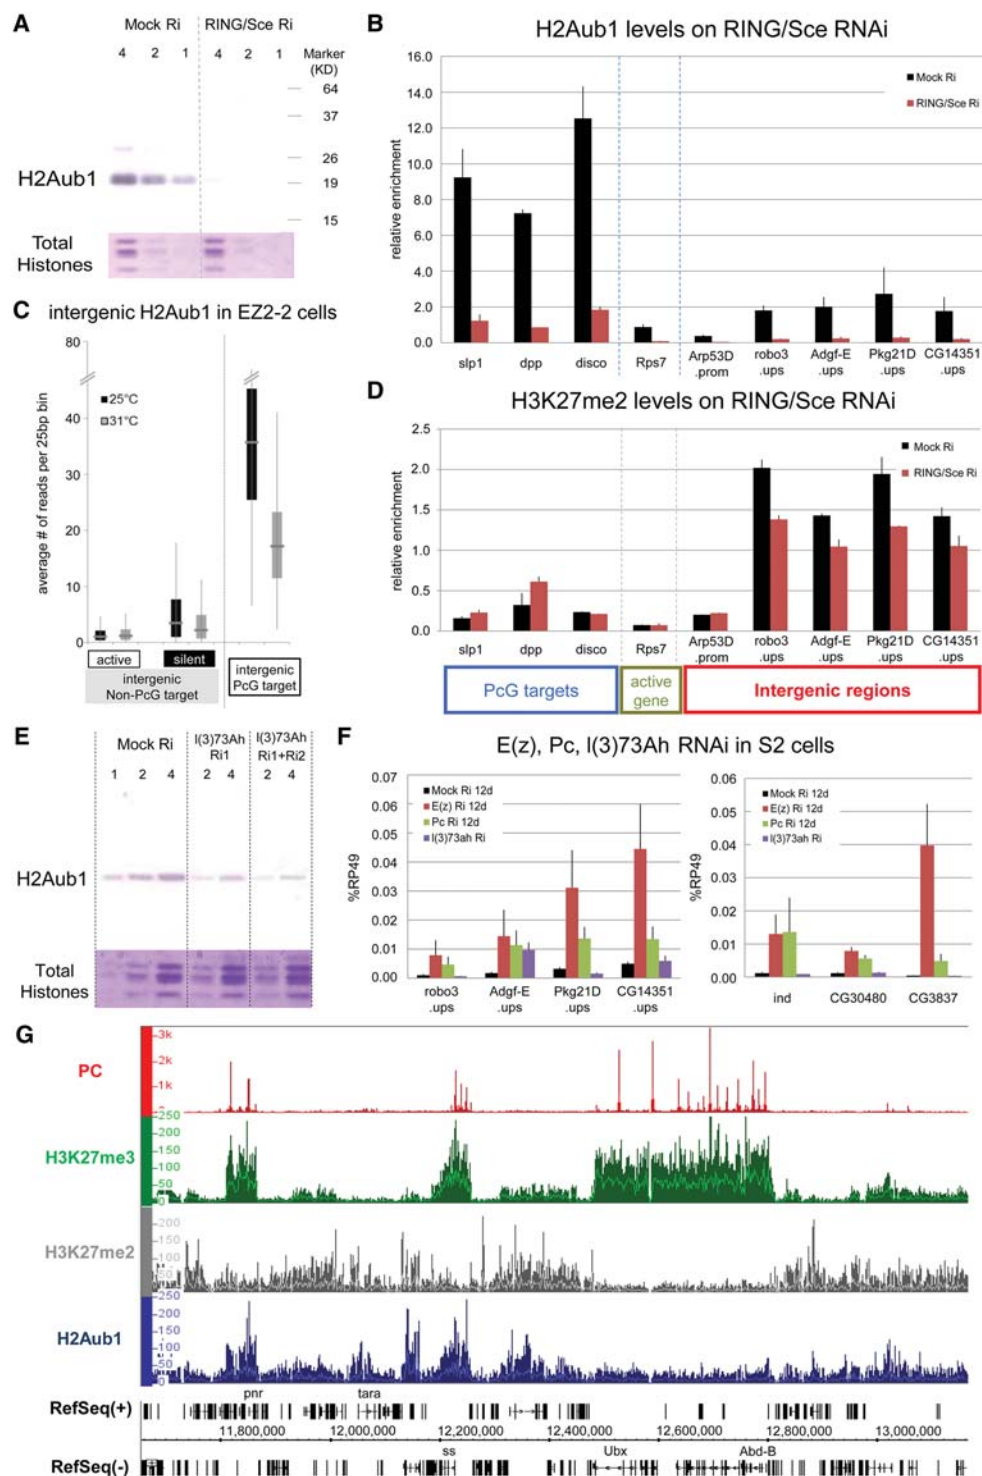 A
Mock Ri
RING/Sce Ri
4 2 1 4 2 1
Marker
(KD)
64
37
26
19
15
H2Aub1
Total
Histones
B
H2Aub1 levels on RING/Sce RNAi
relative enrichment
16.0
14.0
12.0
10.0
8.0
6.0
4.0
2.0
0.0
Mock Ri
RING/Sce Ri
slp1
dpp
disco
Rps7
Arp53D
.prom
robo3
.ups
Adgf-E
.ups
Pkg21D
.ups
CG14351
.ups
C
intergenic H2Aub1 in EZ2-2 cells
average # of reads per 25bp bin
80
40
30
20
10
0
25°C
31°C
active
silent
intergenic
Non-PcG target
intergenic
PcG target
D
H3K27me2 levels on RING/Sce RNAi
relative enrichment
2.5
2.0
1.5
1.0
0.5
0.0
Mock Ri
RING/Sce Ri
slp1
dpp
disco
Rps7
Arp53D
.prom
robo3
.ups
Adgf-E
.ups
Pkg21D
.ups
CG14351
.ups
PcG targets
active
gene
Intergenic regions
E
Mock Ri
l(3)73Ah
Ri1
l(3)73Ah
Ri1+Ri2
1 2 4 2 4 2 4
H2Aub1
Total
Histones
F
E(z), Pc, l(3)73Ah RNAi in S2 cells
%RP49
0.07
0.06
0.05
0.04
0.03
0.02
0.01
0.00
Mock Ri 12d
E(z) Ri 12d
Pc Ri 12d
l(3)73ah Ri
robo3
.ups
Adgf-E
.ups
Pkg21D
.ups
CG14351
.ups
%RP49
0.06
0.05
0.04
0.03
0.02
0.01
0.00
Mock Ri 12d
E(z) Ri 12d
Pc Ri 12d
l(3)73ah Ri
ind
CG30480
CG3837
G
PC
3k
2k
1k
H3K27me3
250
200
150
100
50
0
H3K27me2
200
150
100
50
0
H2Aub1
250
200
150
100
50
0
pnr
tara
RefSeq(+)
11,800,000
12,000,000
12,200,000
12,400,000
12,600,000
12,800,000
13,000,000
ss
Ubx
Abd-B
RefSeq(-)